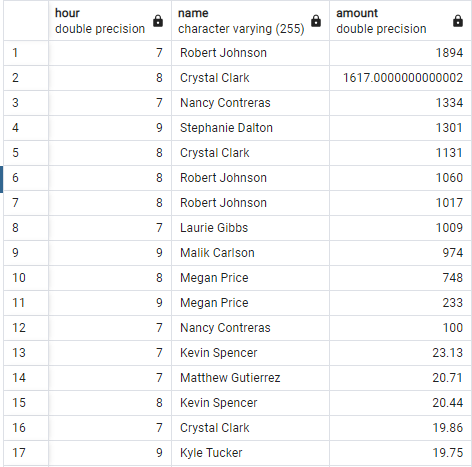 hour name amount
double precision character varying (255) double precision
1 7 Robert Johnson 1894
2 8 Crystal Clark 1617.0000000000002
3 7 Nancy Contreras 1334
4 9 Stephanie Dalton 1301
5 8 Crystal Clark 1131
6 8 Robert Johnson 1060
7 8 Robert Johnson 1017
8 7 Laurie Gibbs 1009
9 9 Malik Carlson 974
10 8 Megan Price 748
11 9 Megan Price 233
12 7 Nancy Contreras 100
13 7 Kevin Spencer 23.13
14 7 Matthew Gutierrez 20.71
15 8 Kevin Spencer 20.44
16 7 Crystal Clark 19.86
17 9 Kyle Tucker 19.75